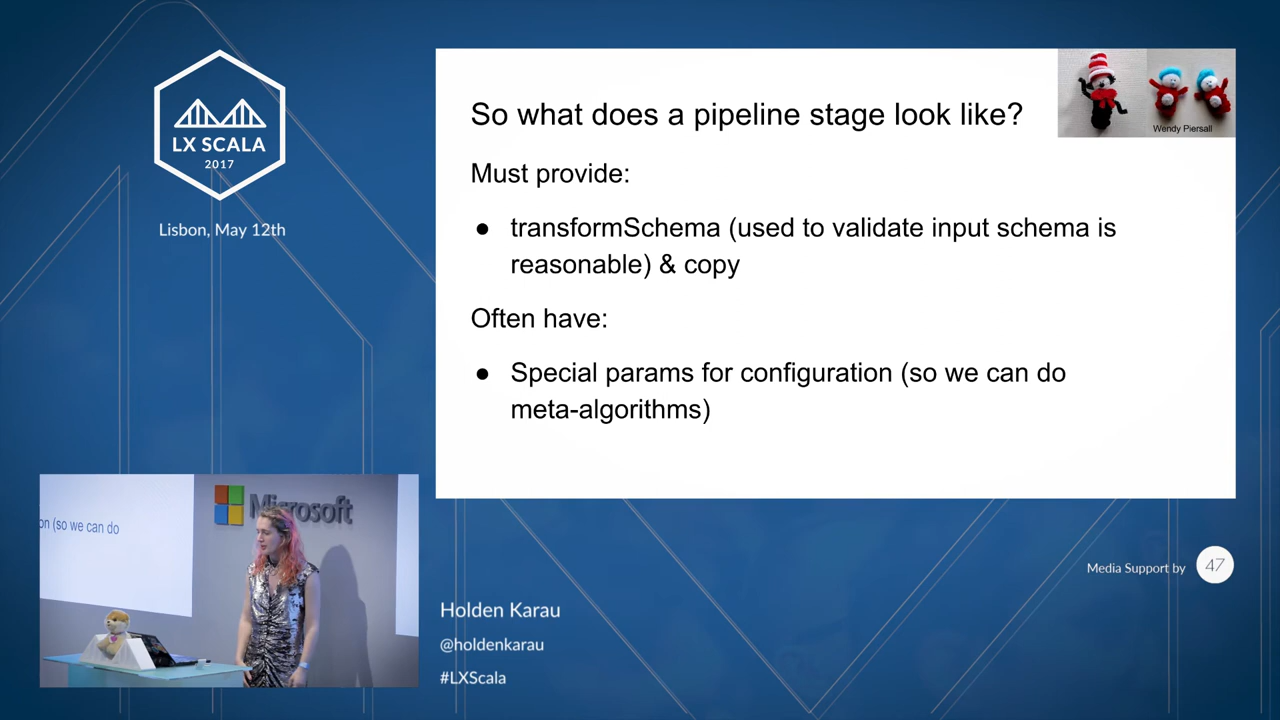 LX SCALA
2017
Lisbon, May 12th
So what does a pipeline stage look like?
Wendy Piersall
Must provide:
● transformSchema (used to validate input schema is
reasonable) & copy
Often have:
● Special params for configuration (so we can do
meta-algorithms)
on (so we can do
Microsoft
Media Support by
47
Holden Karau
@holdenkarau
#LXScala